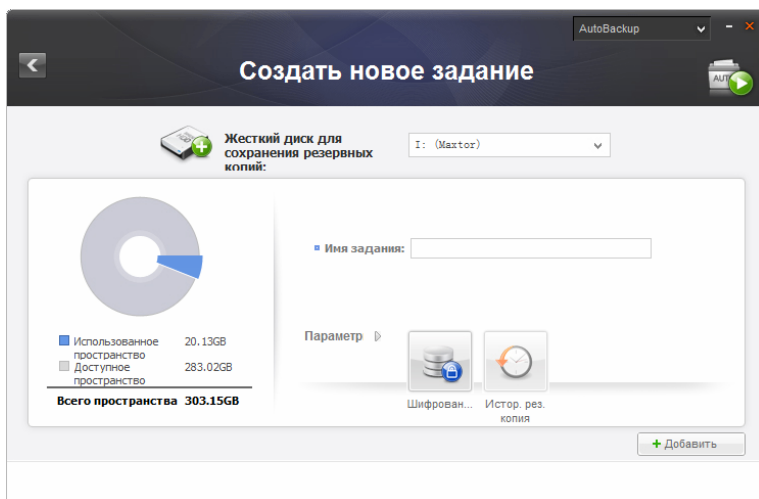 AutoBackup
Создать новое задание
AUTO
Жесткий диск для
сохранения резервных
копий:
I: (Maxtor)
Имя задания:
Использованное
пространство
20.13GB
Доступное
пространство
283.02GB
Всего пространства 303.15GB
Параметр
Шифрован...
Истор. рез.
копия
Добавить